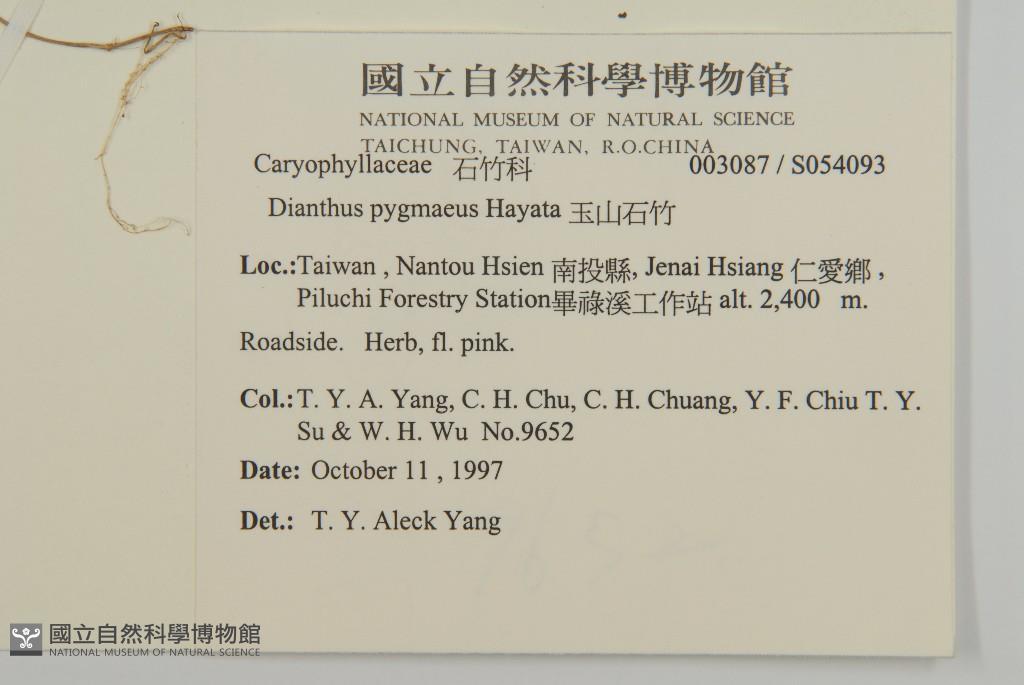 國立自然科學博物館
NATIONAL MUSEUM OF NATURAL SCIENCE
TAICHUNG, TAIWAN, R.O.CHINA
Caryophyllaceae 石竹科 003087 / S054093
Dianthus pygmaeus Hayata 玉山石竹
Loc.:Taiwan , Nantou Hsien 南投縣, Jenai Hsiang 仁愛鄉 ,
Piluchi Forestry Station畢祿溪工作站 alt. 2,400 m.
Roadside. Herb, fl. pink.
Col.:T. Y. A. Yang, C. H. Chu, C. H. Chuang, Y. F. Chiu T. Y.
Su & W. H. Wu No.9652
Date: October 11 , 1997
Det.: T. Y. Aleck Yang
國立自然科學博物館
NATIONAL MUSEUM OF NATURAL SCIENCE